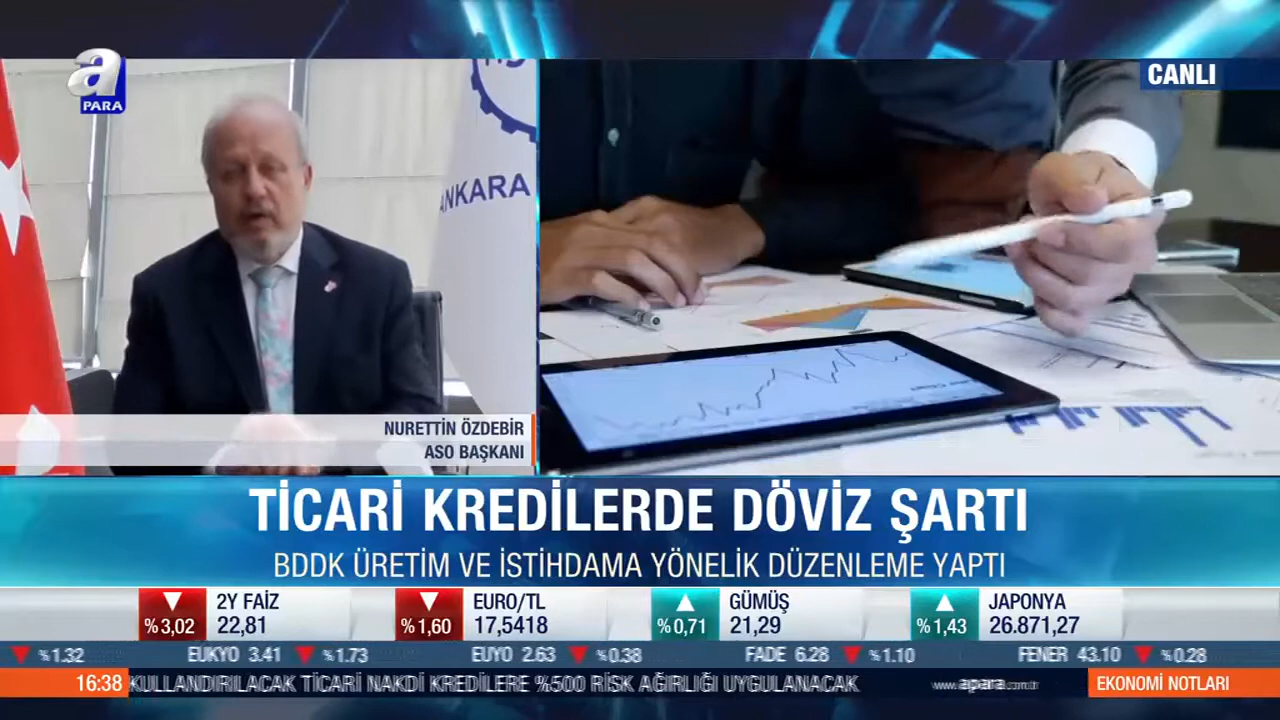 a
PARA
CANLI
ANKARA
NURETTİN ÖZDEBİR
ASO BAŞKANI
TİCARİ KREDİLERDE DÖVİZ ŞARTI
BDDK ÜRETİM VE İSTİHDAMA YÖNELİK DÜZENLEME YAPTI
%3,02 2Y FAİZ 22,81
%1,60 EURO/TL 17,5418
%0,71 GÜMÜŞ 21,29
%1,43 JAPONYA 26.871,27
%1.32 EUKYO 3.41 %1.73 EUYO 2.63 %0.38 FADE 6.28 %1.10 FENER 43.10 %0.28
16:38 KULLANDIRILACAK TİCARİ NAKDİ KREDİLERE %500 RİSK AĞIRLIĞI UYGULANACAK www.apara.com.tr EKONOMİ NOTLARI